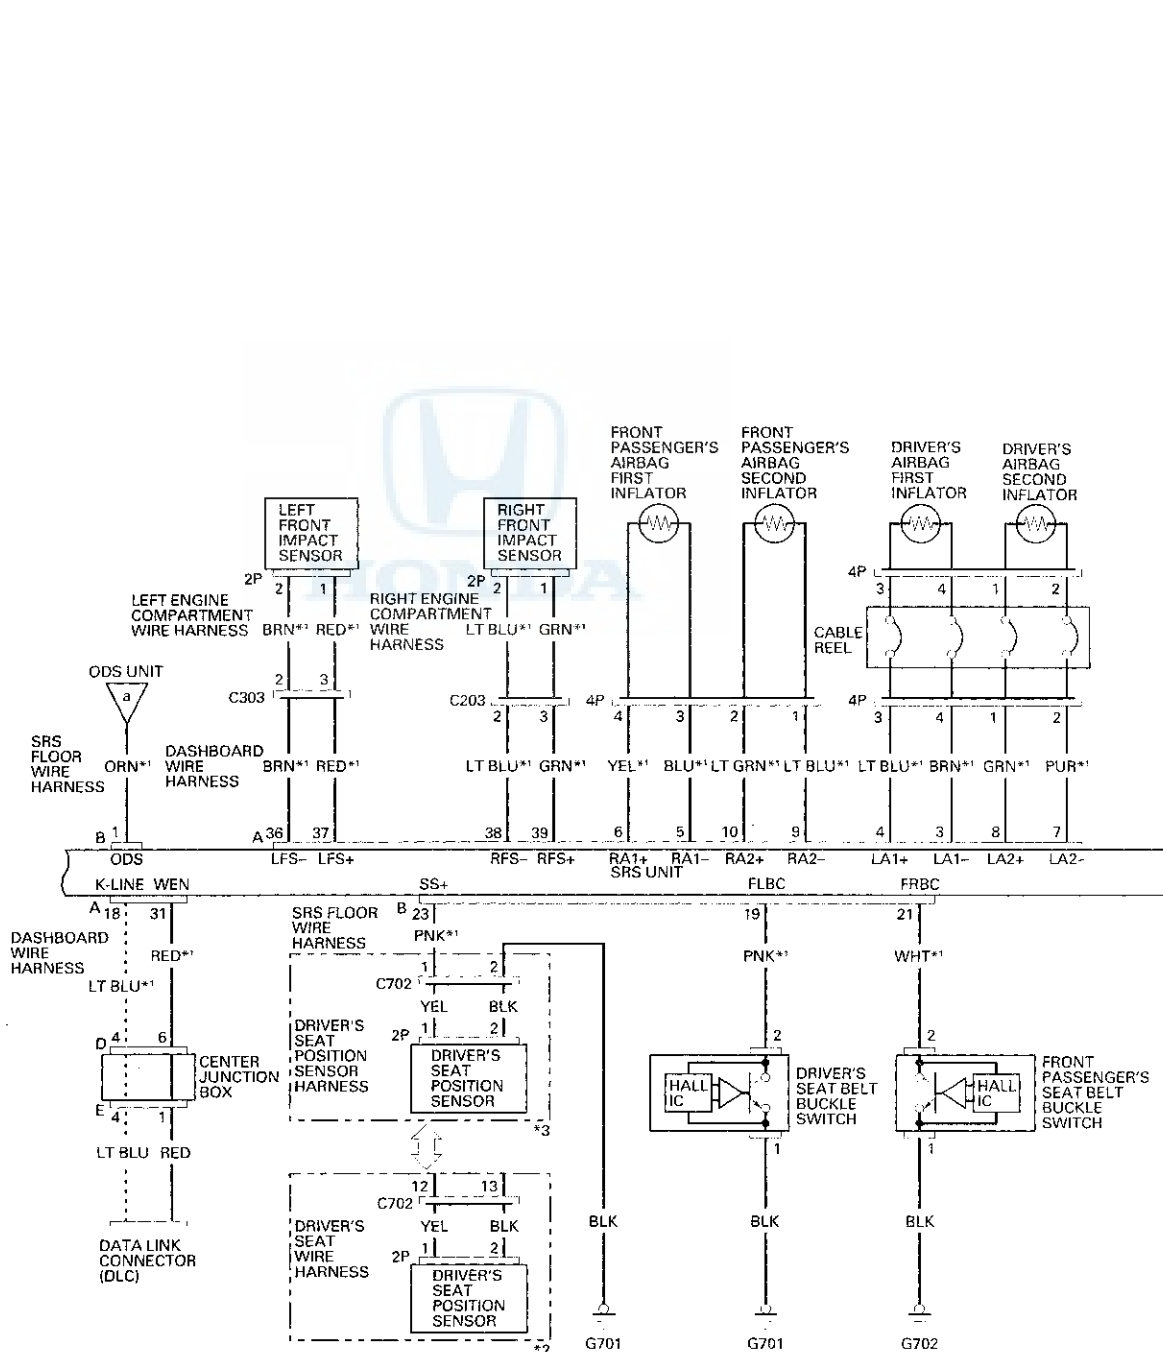 FRONT
PASSENGER'S
AIRBAG
FIRST
INFLATOR
FRONT
PASSENGER'S
AIRBAG
SECOND
INFLATOR
DRIVER'S
AIRBAG
FIRST
INFLATOR
DRIVER'S
AIRBAG
SECOND
INFLATOR
LEFT
FRONT
IMPACT
SENSOR
RIGHT
FRONT
IMPACT
SENSOR
HONDA
2P 2 1
2P 2 1
4P 3 4 1 2
LEFT ENGINE
COMPARTMENT
WIRE HARNESS
BRN*1 RED*1
RIGHT ENGINE
COMPARTMENT
WIRE
HARNESS
LT BLU*1 GRN*1
CABLE
REEL
ODS UNIT
a
C303 2 3
C203 2 3
4P 4 3 2 1
4P 3 4 1 2
SRS
FLOOR
WIRE
HARNESS
ORN*1
DASHBOARD
WIRE
HARNESS
BRN*1 RED*1 LT BLU*1 GRN*1 YEL*1 BLU*1 LT GRN*1 LT BLU*1 LT BLU*1 BRN*1 GRN*1 PUR*1
B 1 A 36 37 38 39 6 5 10 9 4 3 8 7
ODS LFS– LFS+ RFS– RFS+ RA1+ RA1– RA2+ RA2– LA1+ LA1– LA2+ LA2-
SRS UNIT
K-LINE WEN SS+ FLBC FRBC
A 18 31 B 23 19 21
DASHBOARD
WIRE
HARNESS
RED*1
LT BLU*1
SRS FLOOR
WIRE
HARNESS
PNK*1
PNK*1
WHT*1
C702 1 2
YEL BLK
2P 1 2
DRIVER'S
SEAT
POSITION
SENSOR
HARNESS
DRIVER'S
SEAT
POSITION
SENSOR
*3
D 4 6
CENTER
JUNCTION
BOX
E 4 1
LT BLU RED
DATA LINK
CONNECTOR
(DLC)
2
HALL
IC
DRIVER'S
SEAT BELT
BUCKLE
SWITCH
1
2
HALL
IC
FRONT
PASSENGER'S
SEAT BELT
BUCKLE
SWITCH
1
12 13
C702
YEL BLK
2P 1 2
DRIVER'S
SEAT
WIRE
HARNESS
DRIVER'S
SEAT
POSITION
SENSOR
*2
BLK BLK BLK
G701 G701 G702